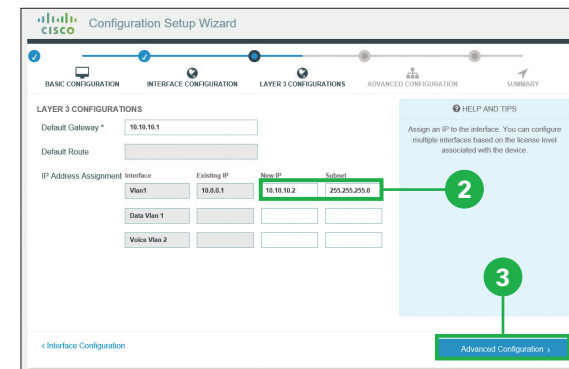 CISCO Configuration Setup Wizard
BASIC CONFIGURATION INTERFACE CONFIGURATION LAYER 3 CONFIGURATIONS ADVANCED CONFIGURATION SUMMARY
LAYER 3 CONFIGURATIONS
Default Gateway * 10.10.10.1
Default Route
IP Address Assignment Interface Existing IP New IP Subnet
Vlan1 10.0.0.1 10.10.10.2 255.255.255.0
Data Vlan 1
Voice Vlan 2
HELP AND TIPS
Assign an IP to the interface. You can configure
multiple interfaces based on the license level
associated with the device.
2
3
< Interface Configuration
Advanced Configuration >